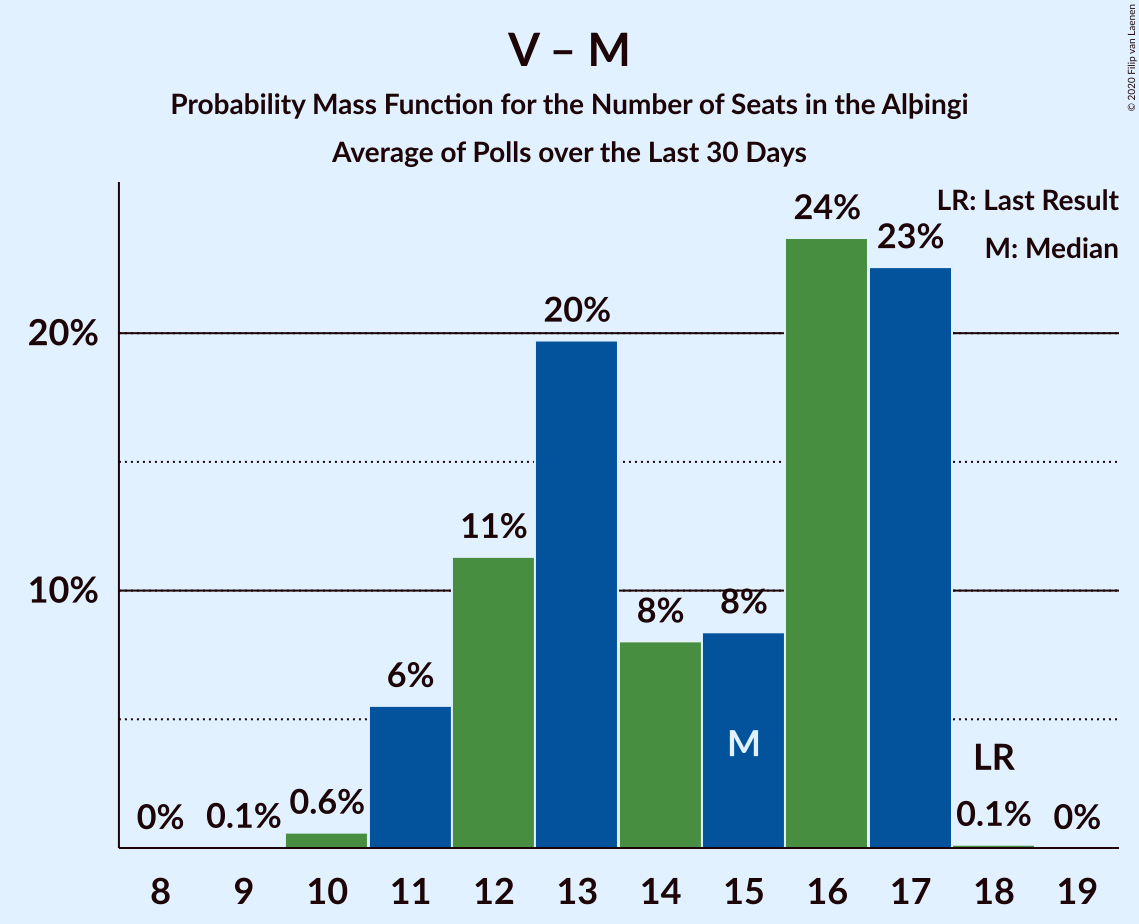 V – M
Probability Mass Function for the Number of Seats in the Alþingi
Average of Polls over the Last 30 Days
© 2020 Filip van Laenen
LR: Last Result
M: Median
20%
10%
0%
0.1%
0.6%
6%
11%
20%
8%
8%
24%
23%
0.1%
0%
M
LR
8 9 10 11 12 13 14 15 16 17 18 19